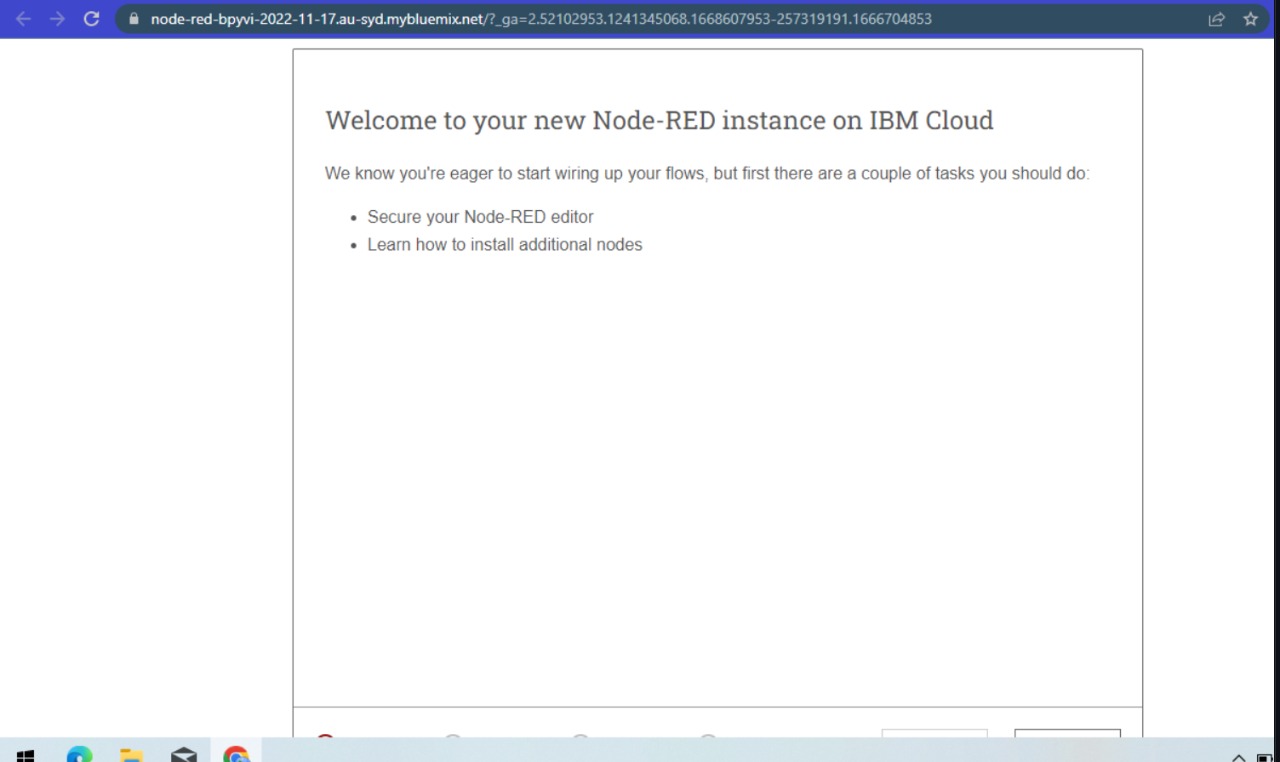 node-red-bpyvi-2022-11-17.au-syd.mybluemix.net/?_ga=2.52102953.1241345068.1668607953-257319191.1666704853
Welcome to your new Node-RED instance on IBM Cloud
We know you're eager to start wiring up your flows, but first there are a couple of tasks you should do:
Secure your Node-RED editor
Learn how to install additional nodes